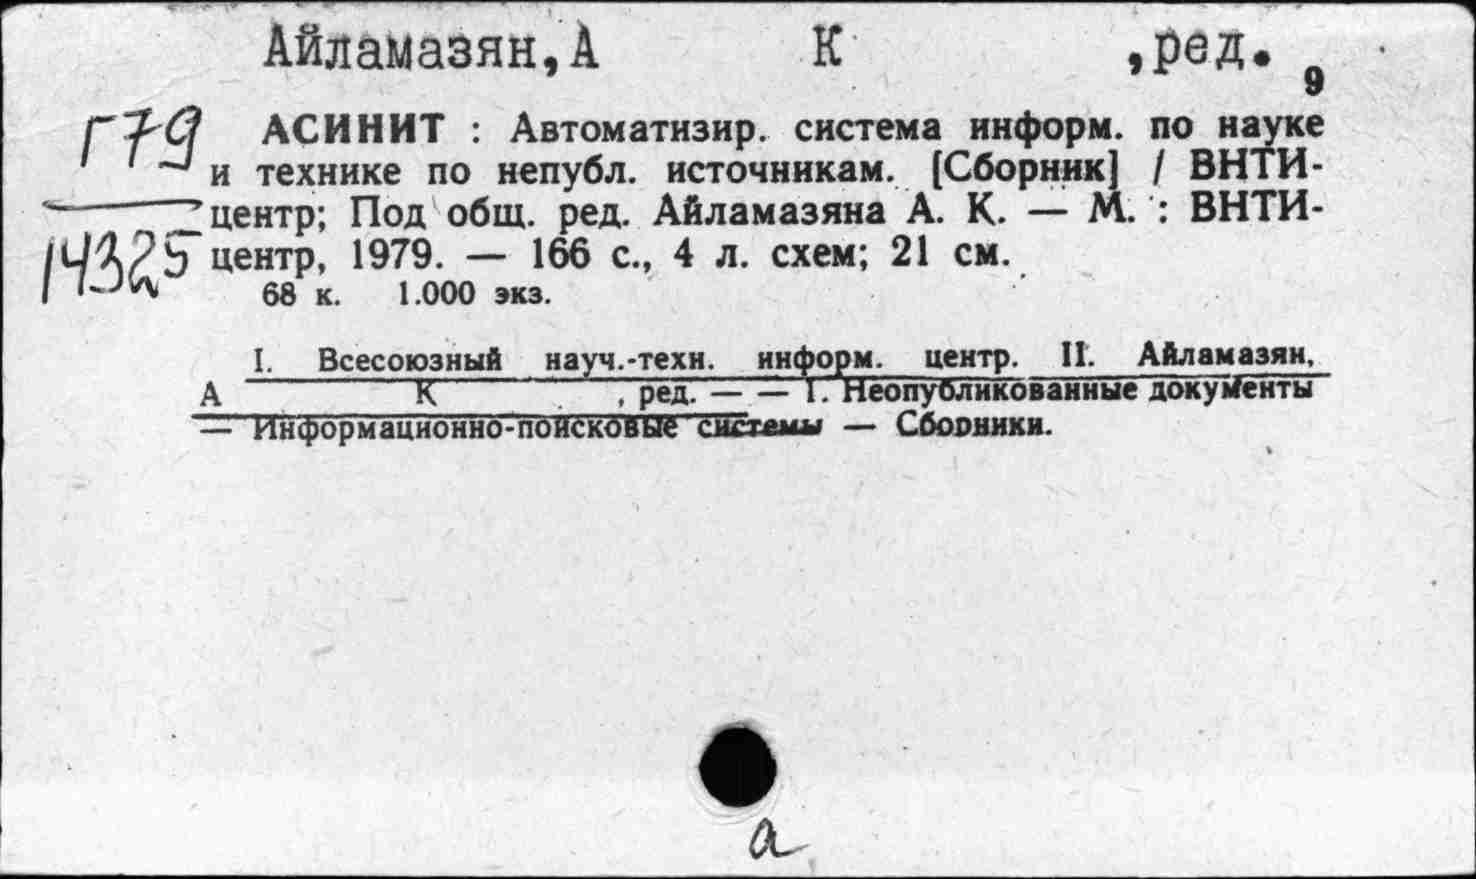 Айламазян, А К , ред.
9
Г79
14325
АСИНИТ : Автоматизир. система информ. по науке
и технике по непубл. источникам. [Сборник] / ВНТИ-
центр; Под общ. ред. Айламазяна А. К. — М. : ВНТИ-
центр, 1979. — 166 с., 4 л. схем; 21 см.
68 к. 1.000 экз.
I. Всесоюзный науч.-техн. информ. центр. II. Айламазян,
А К , ред. — — 1. Неопубликованные документы
— Информационно-поисковые системы — Сборники.
а